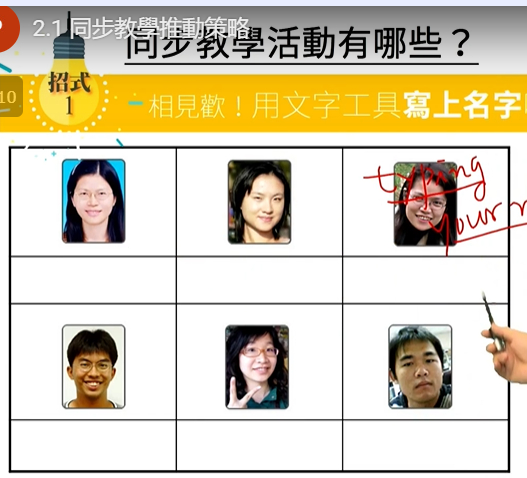 2.1 同步教學推動策略
同步教學活動有哪些？
招式
1
10
相見歡！用文字工具寫上名字
typing
your